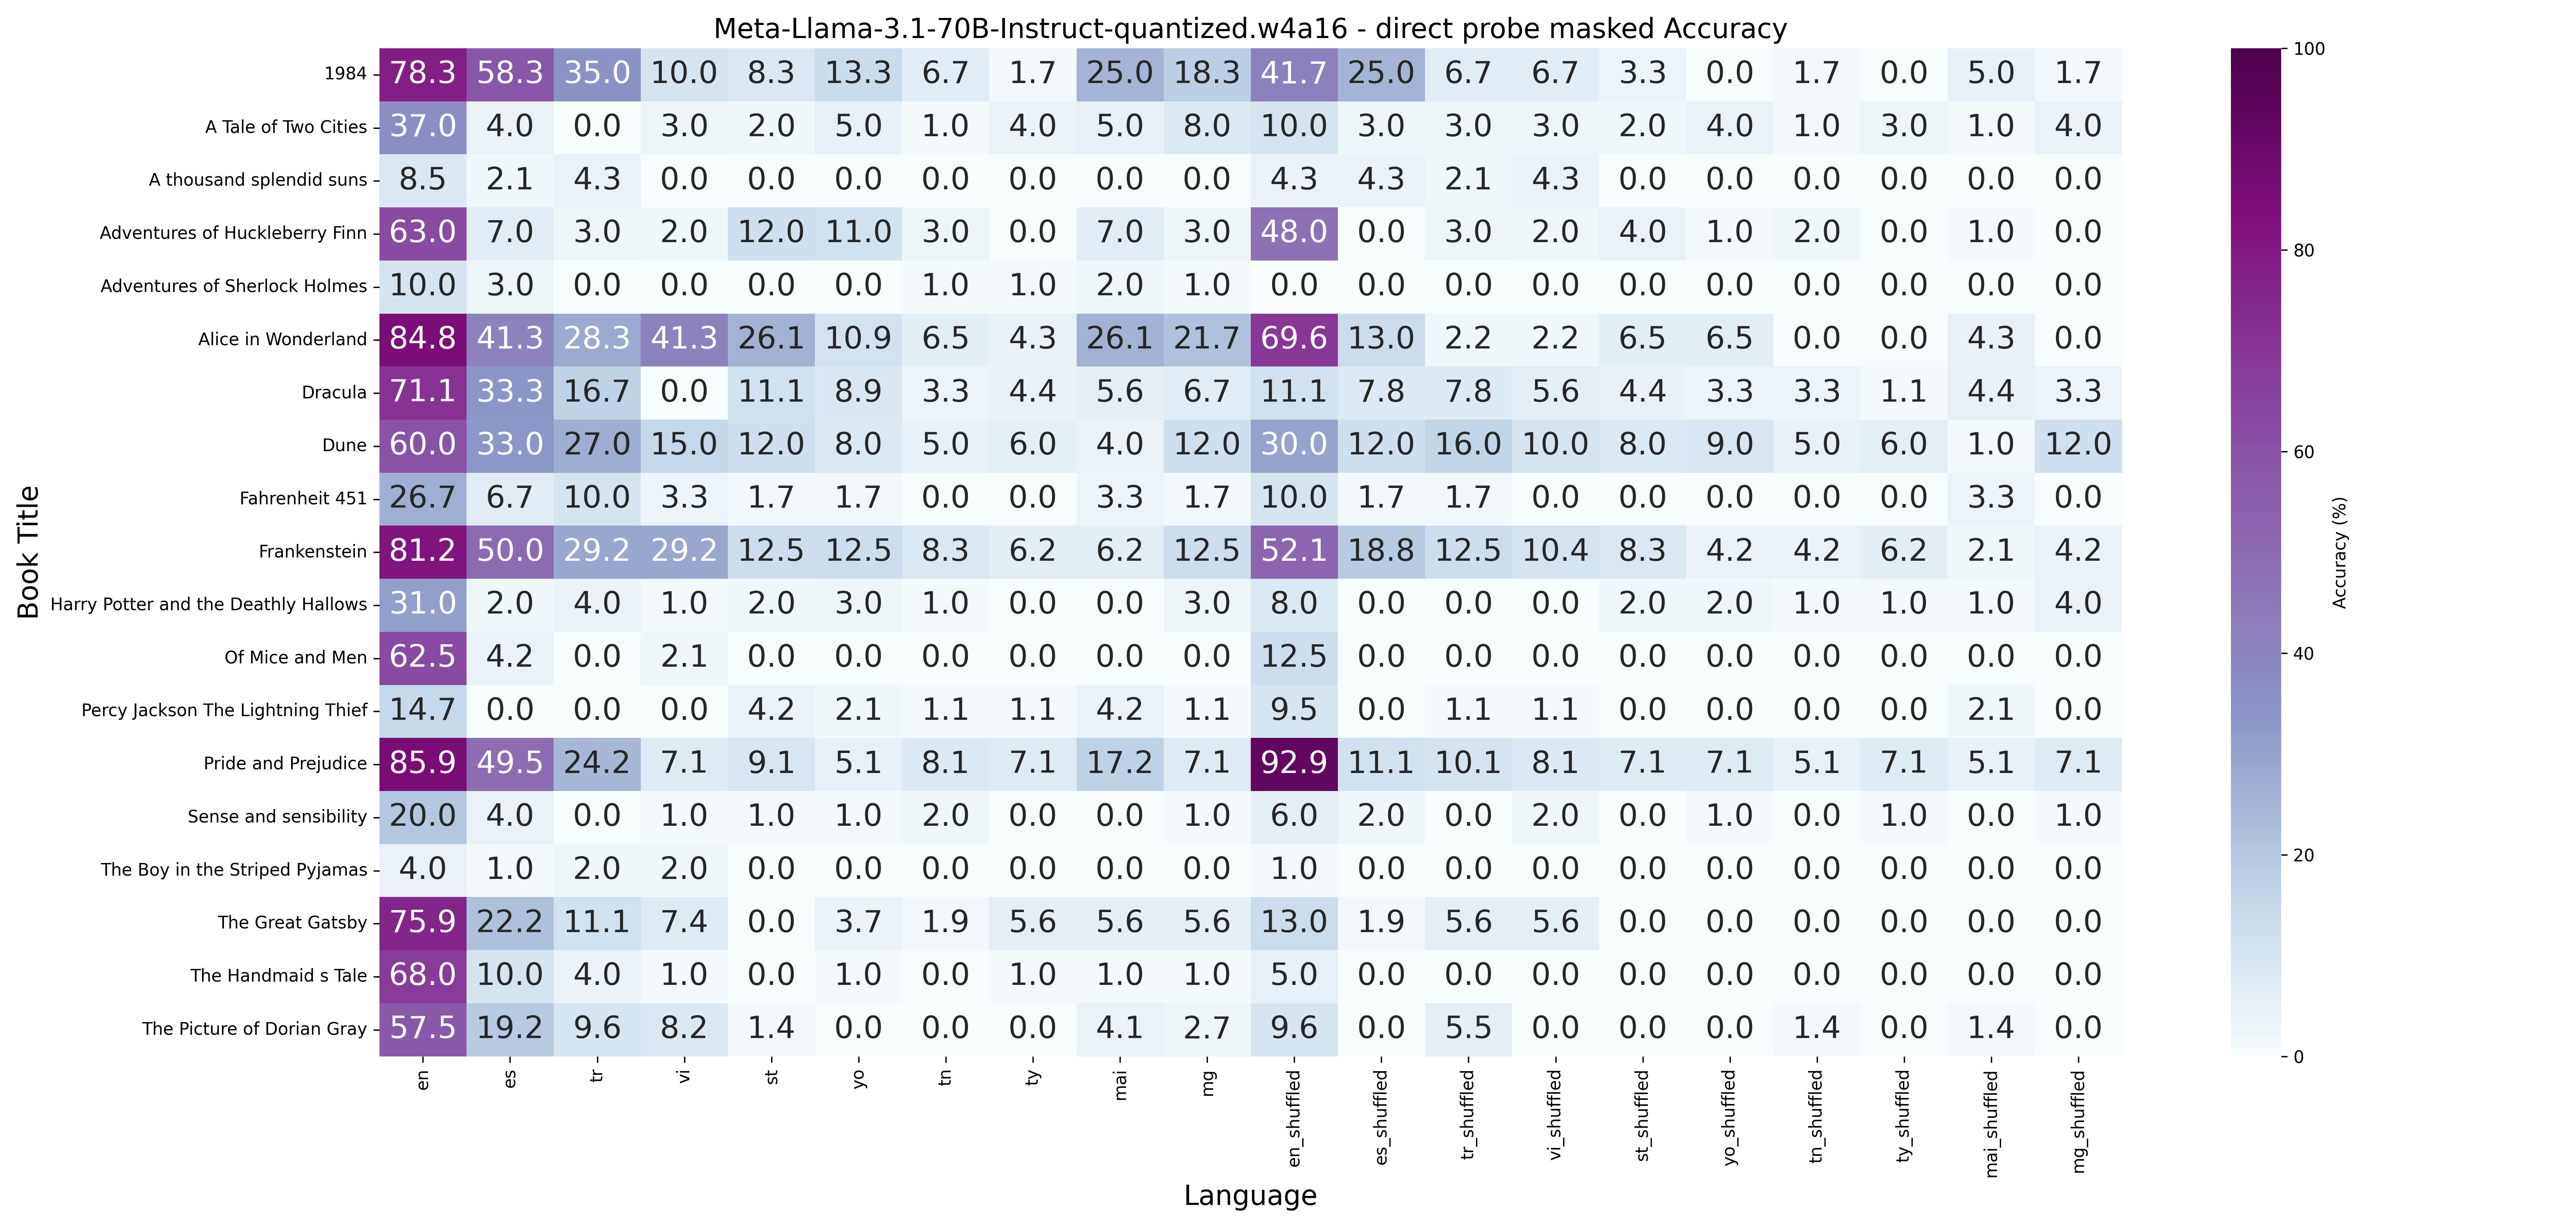 Meta-Llama-3.1-70B-Instruct-quantized.w4a16 - direct probe masked Accuracy
Book Title
1984 78.3 58.3 35.0 10.0 8.3 13.3 6.7 1.7 25.0 18.3 41.7 25.0 6.7 6.7 3.3 0.0 1.7 0.0 5.0 1.7
A Tale of Two Cities 37.0 4.0 0.0 3.0 2.0 5.0 1.0 4.0 5.0 8.0 10.0 3.0 3.0 3.0 2.0 4.0 1.0 3.0 1.0 4.0
A thousand splendid suns 8.5 2.1 4.3 0.0 0.0 0.0 0.0 0.0 0.0 0.0 4.3 4.3 2.1 4.3 0.0 0.0 0.0 0.0 0.0 0.0
Adventures of Huckleberry Finn 63.0 7.0 3.0 2.0 12.0 11.0 3.0 0.0 7.0 3.0 48.0 0.0 3.0 2.0 4.0 1.0 2.0 0.0 1.0 0.0
Adventures of Sherlock Holmes 10.0 3.0 0.0 0.0 0.0 0.0 1.0 1.0 2.0 1.0 0.0 0.0 0.0 0.0 0.0 0.0 0.0 0.0 0.0 0.0
Alice in Wonderland 84.8 41.3 28.3 41.3 26.1 10.9 6.5 4.3 26.1 21.7 69.6 13.0 2.2 2.2 6.5 6.5 0.0 0.0 4.3 0.0
Dracula 71.1 33.3 16.7 0.0 11.1 8.9 3.3 4.4 5.6 6.7 11.1 7.8 7.8 5.6 4.4 3.3 3.3 1.1 4.4 3.3
Dune 60.0 33.0 27.0 15.0 12.0 8.0 5.0 6.0 4.0 12.0 30.0 12.0 16.0 10.0 8.0 9.0 5.0 6.0 1.0 12.0
Fahrenheit 451 26.7 6.7 10.0 3.3 1.7 1.7 0.0 0.0 3.3 1.7 10.0 1.7 1.7 0.0 0.0 0.0 0.0 0.0 3.3 0.0
Frankenstein 81.2 50.0 29.2 29.2 12.5 12.5 8.3 6.2 6.2 12.5 52.1 18.8 12.5 10.4 8.3 4.2 4.2 6.2 2.1 4.2
Harry Potter and the Deathly Hallows 31.0 2.0 4.0 1.0 2.0 3.0 1.0 0.0 0.0 3.0 8.0 0.0 0.0 0.0 2.0 2.0 1.0 1.0 1.0 4.0
Of Mice and Men 62.5 4.2 0.0 2.1 0.0 0.0 0.0 0.0 0.0 0.0 12.5 0.0 0.0 0.0 0.0 0.0 0.0 0.0 0.0 0.0
Percy Jackson The Lightning Thief 14.7 0.0 0.0 0.0 4.2 2.1 1.1 1.1 4.2 1.1 9.5 0.0 1.1 1.1 0.0 0.0 0.0 0.0 2.1 0.0
Pride and Prejudice 85.9 49.5 24.2 7.1 9.1 5.1 8.1 7.1 17.2 7.1 92.9 11.1 10.1 8.1 7.1 7.1 5.1 7.1 5.1 7.1
Sense and sensibility 20.0 4.0 0.0 1.0 1.0 1.0 2.0 0.0 0.0 1.0 6.0 2.0 0.0 2.0 0.0 1.0 0.0 1.0 0.0 1.0
The Boy in the Striped Pyjamas 4.0 1.0 2.0 2.0 0.0 0.0 0.0 0.0 0.0 0.0 1.0 0.0 0.0 0.0 0.0 0.0 0.0 0.0 0.0 0.0
The Great Gatsby 75.9 22.2 11.1 7.4 0.0 3.7 1.9 5.6 5.6 5.6 13.0 1.9 5.6 5.6 0.0 0.0 0.0 0.0 0.0 0.0
The Handmaid s Tale 68.0 10.0 4.0 1.0 0.0 1.0 0.0 1.0 1.0 1.0 5.0 0.0 0.0 0.0 0.0 0.0 0.0 0.0 0.0 0.0
The Picture of Dorian Gray 57.5 19.2 9.6 8.2 1.4 0.0 0.0 0.0 4.1 2.7 9.6 0.0 5.5 0.0 0.0 0.0 1.4 0.0 1.4 0.0
en es tr vi st yo tn ty mai mg en_shuffled es_shuffled tr_shuffled vi_shuffled st_shuffled yo_shuffled tn_shuffled ty_shuffled mai_shuffled mg_shuffled
Language
100
80
60
40
20
0
Accuracy (%)